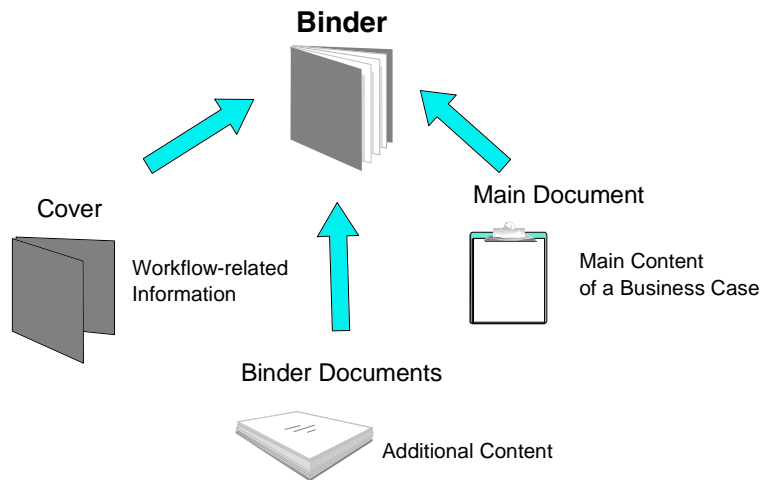 Binder
Main Document
Cover
Workflow-related
Information
Main Content
of a Business Case
Binder Documents
Additional Content